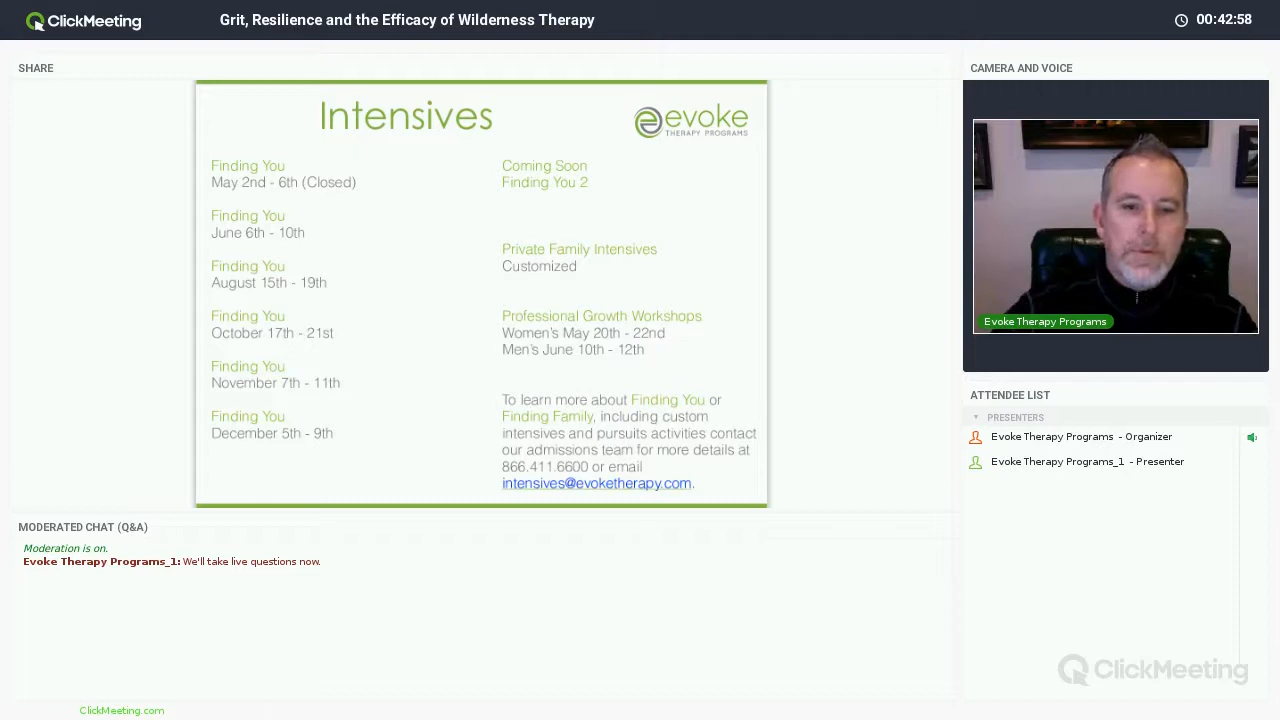 ClickMeeting
Grit, Resilience and the Efficacy of Wilderness Therapy
00:42:58
SHARE
Intensives
evoke
THERAPY PROGRAMS
Finding You
May 2nd - 6th (Closed)
Finding You
June 6th - 10th
Finding You
August 15th - 19th
Finding You
October 17th - 21st
Finding You
November 7th - 11th
Finding You
December 5th - 9th
Coming Soon
Finding You 2
Private Family Intensives
Customized
Professional Growth Workshops
Women's May 20th - 22nd
Men's June 10th - 12th
To learn more about Finding You or
Finding Family, including custom
intensives and pursuits activities contact
our admissions team for more details at
866.411.6600 or email
intensives@evoketherapy.com.
CAMERA AND VOICE
Evoke Therapy Programs
ATTENDEE LIST
PRESENTERS
Evoke Therapy Programs - Organizer
Evoke Therapy Programs_1 - Presenter
MODERATED CHAT (Q&A)
Moderation is on.
Evoke Therapy Programs_1: We'll take live questions now.
ClickMeeting
ClickMeeting.com